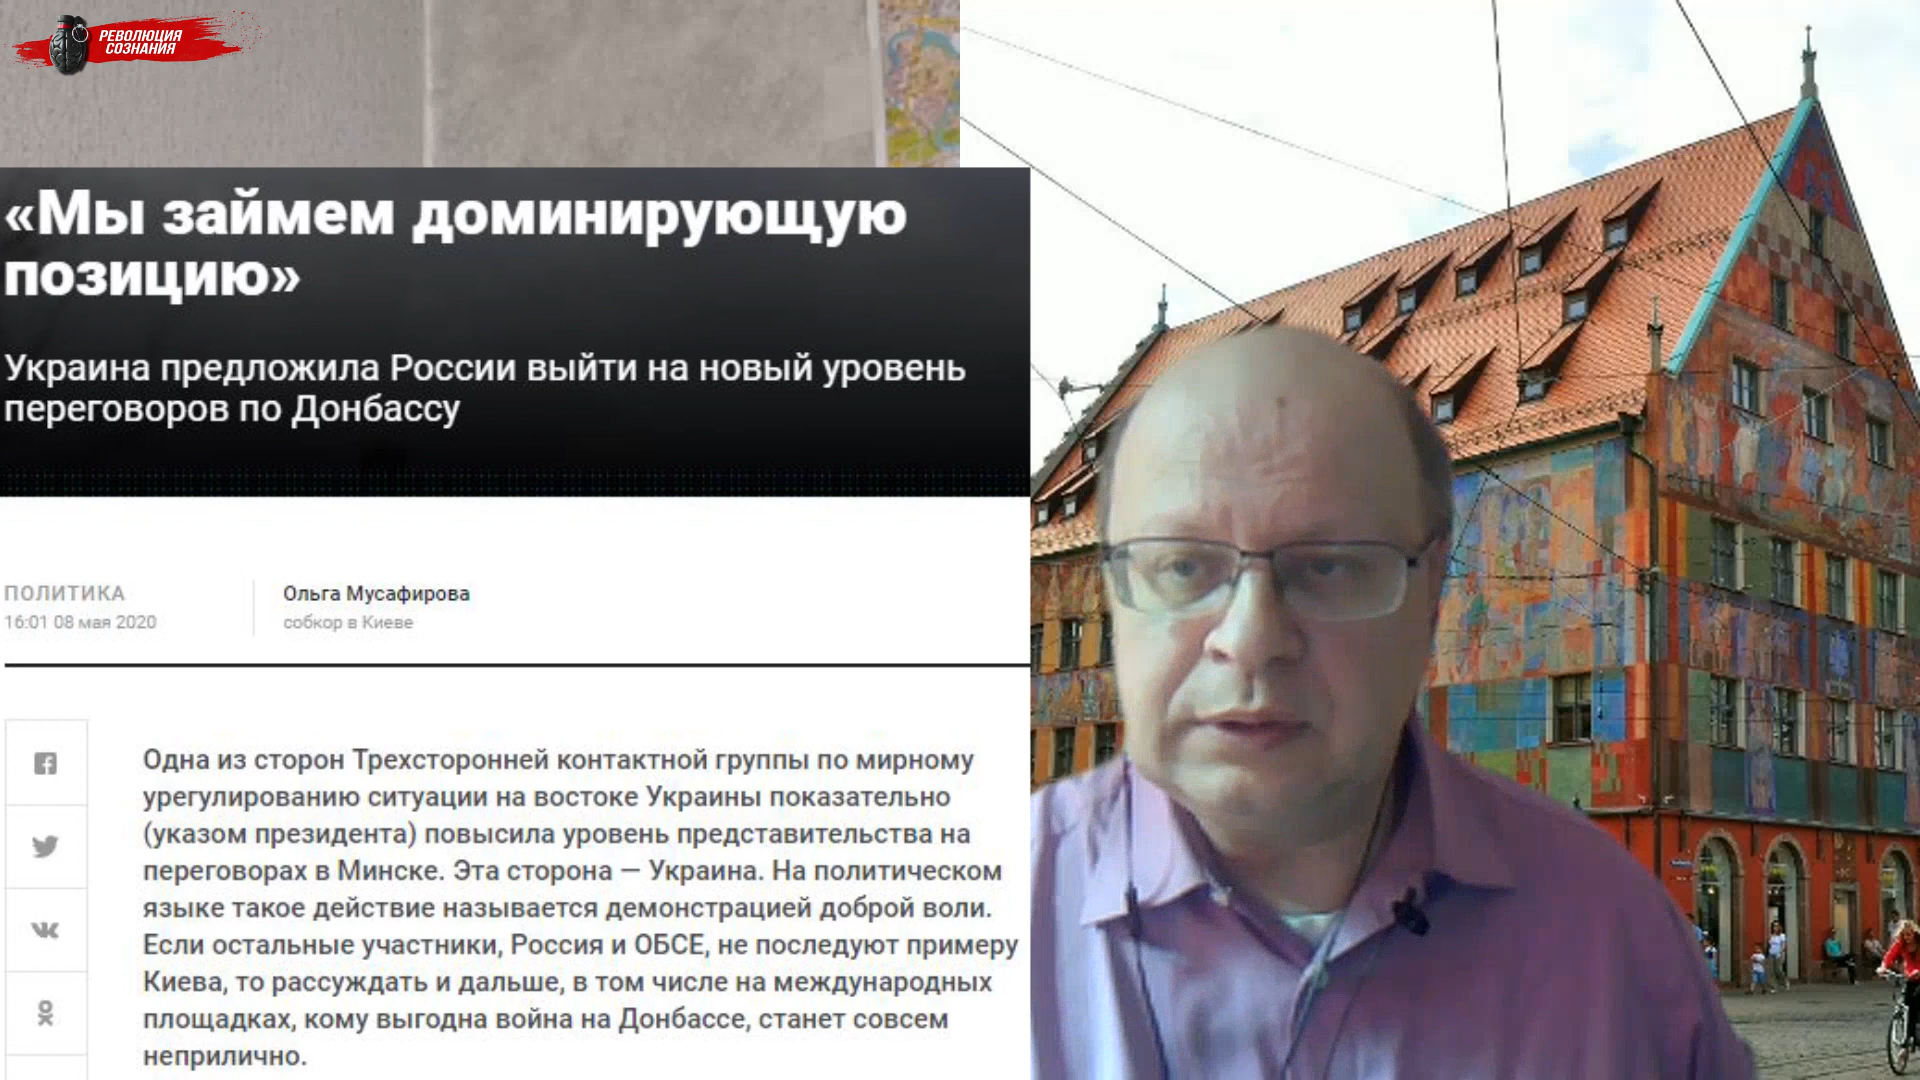 РЕВОЛЮЦИЯ
СОЗНАНИЯ
«Мы займем доминирующую
позицию»
Украина предложила России выйти на новый уровень
переговоров по Донбассу
ПОЛИТИКА
16:01 08 мая 2020
Ольга Мусафирова
собкор в Киеве
Одна из сторон Трехсторонней контактной группы по мирному
урегулированию ситуации на востоке Украины показательно
(указом президента) повысила уровень представительства на
переговорах в Минске. Эта сторона — Украина. На политическом
языке такое действие называется демонстрацией доброй воли.
Если остальные участники, Россия и ОБСЕ, не последуют примеру
Киева, то рассуждать и дальше, в том числе на международных
площадках, кому выгодна война на Донбассе, станет совсем
неприлично.